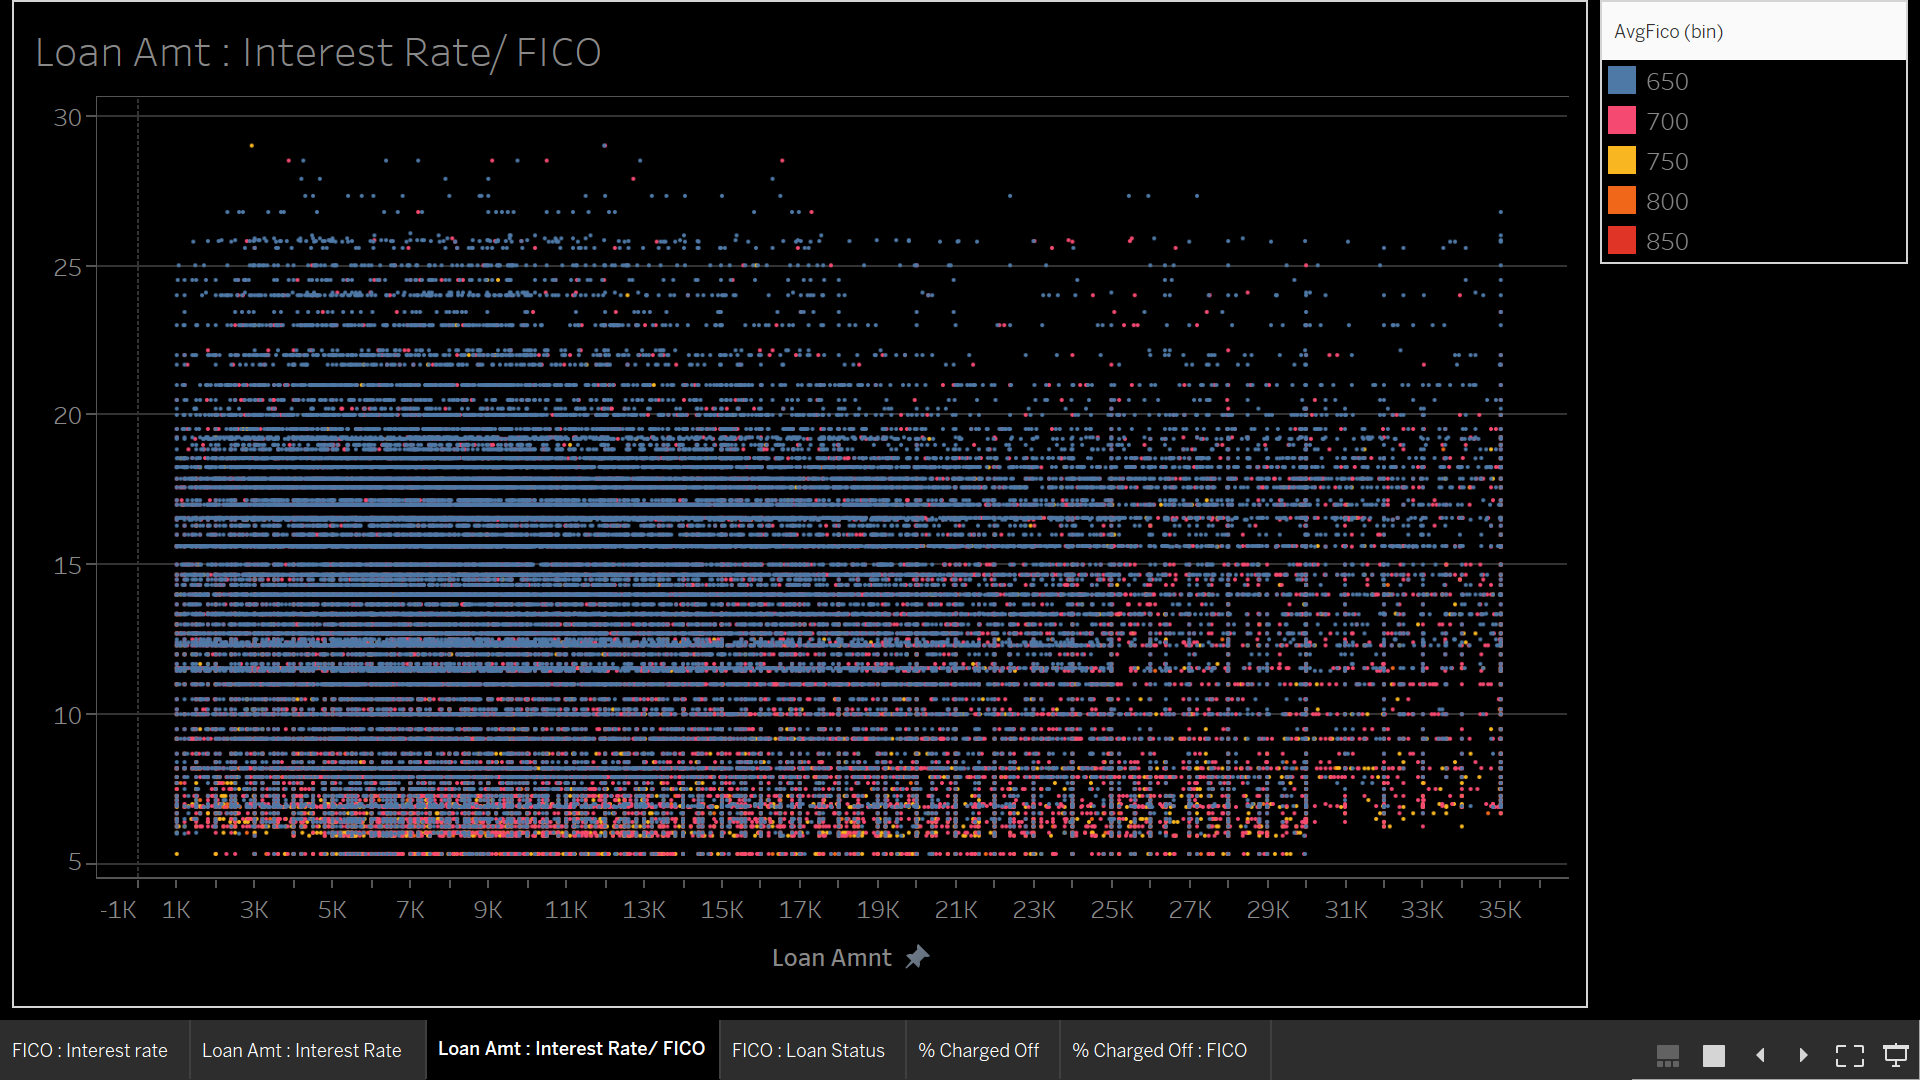 Loan Amt : Interest Rate/ FICO
30
25
20
15
10
5
-1K 1K 3K 5K 7K 9K 11K 13K 15K 17K 19K 21K 23K 25K 27K 29K 31K 33K 35K
Loan Amnt
AvgFico (bin)
650
700
750
800
850
FICO : Interest rate
Loan Amt : Interest Rate
Loan Amt : Interest Rate/ FICO
FICO : Loan Status
% Charged Off
% Charged Off : FICO